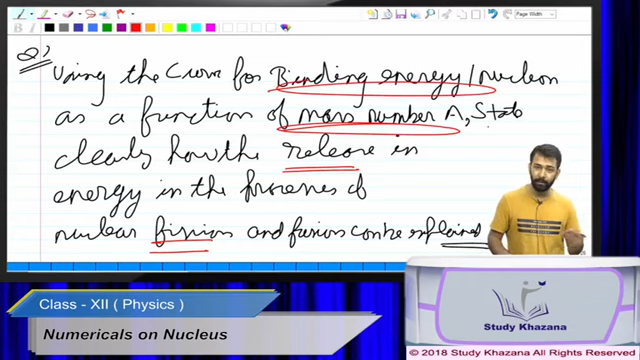 Q.
Using the Curve for Binding energy/nucleon
as a function of mass number A, State
clearly how the release in
energy in the processes of
nuclear fission and fusion can be explained
Page Width
Study Khazana
Class - XII ( Physics )
Numericals on Nucleus
© 2018 Study Khazana. All Rights Reserved